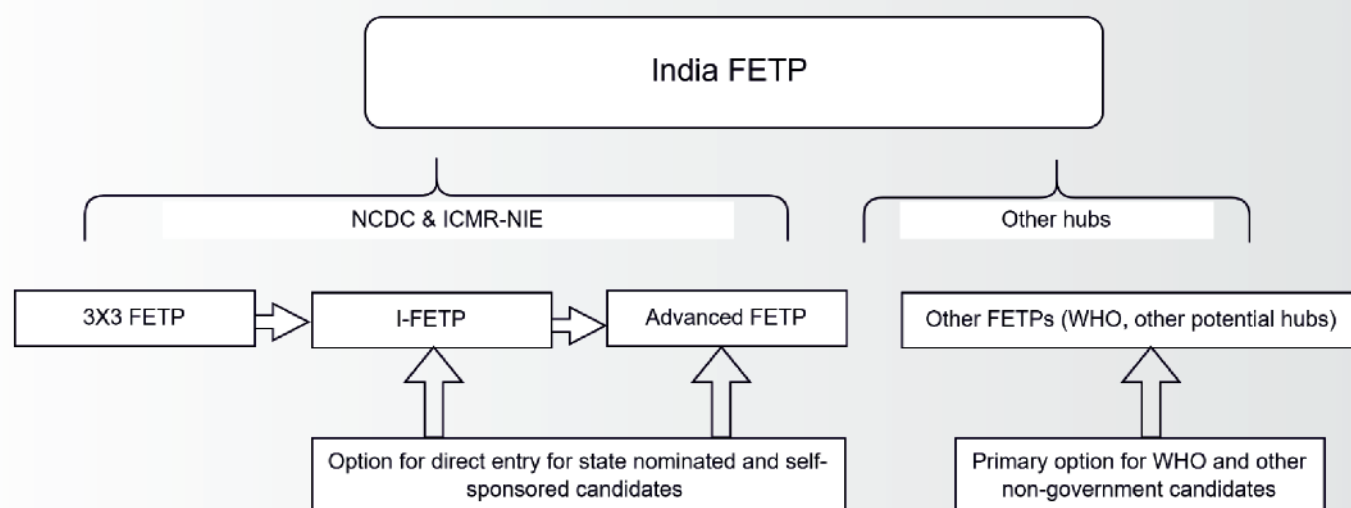 India FETP
NCDC & ICMR-NIE
Other hubs
3X3 FETP
I-FETP
Advanced FETP
Other FETPs (WHO, other potential hubs)
Option for direct entry for state nominated and self-
sponsored candidates
Primary option for WHO and other
non-government candidates